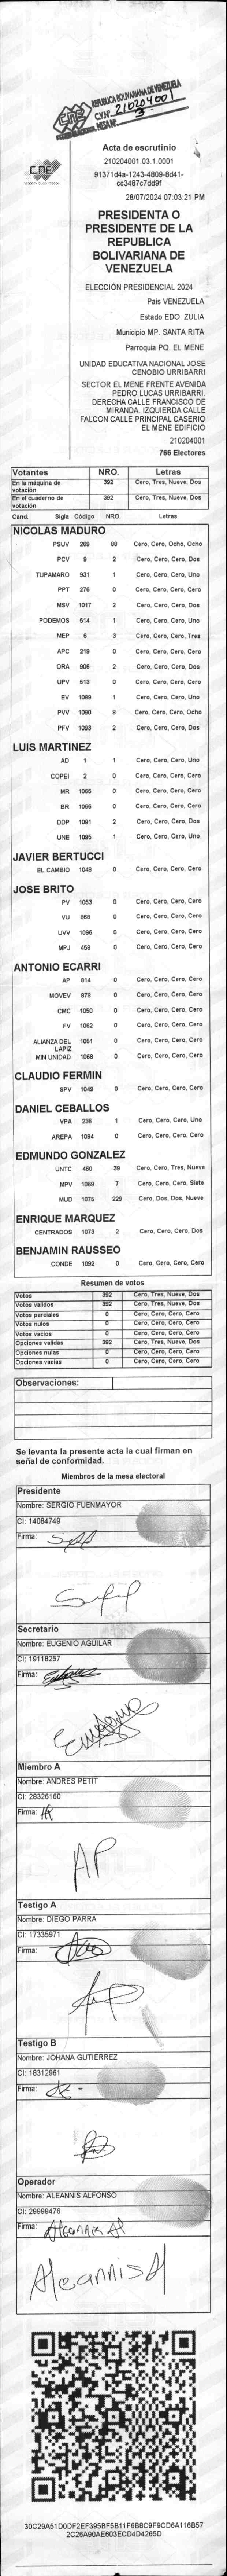 REPUBLICA BOLIVARIANA DE VENEZUELA
CNE
CV Nº. 210204001
MESA Nº. 3
CNE
Acta de escrutinio
210204001.03.1.0001
91371d4a-1243-4809-8d41-
cc3487c7dd9f
28/07/2024 07:03:21 PM
PRESIDENTA O
PRESIDENTE DE LA
REPUBLICA
BOLIVARIANA DE
VENEZUELA
ELECCIÓN PRESIDENCIAL 2024
Pais VENEZUELA
Estado EDO. ZULIA
Municipio MP. SANTA RITA
Parroquia PQ. EL MENE
UNIDAD EDUCATIVA NACIONAL JOSE
CENOBIO URRIBARRI
SECTOR EL MENE FRENTE AVENIDA
PEDRO LUCAS URRIBARRI.
DERECHA CALLE FRANCISCO DE
MIRANDA. IZQUIERDA CALLE
FALCON CALLE PRINCIPAL CASERIO
EL MENE EDIFICIO
210204001
766 Electores
Votantes NRO. Letras
En la máquina de votación 392 Cero, Tres, Nueve, Dos
En el cuaderno de votación 392 Cero, Tres, Nueve, Dos
Cand. Sigla Código NRO. Letras
NICOLAS MADURO
PSUV 269 88 Cero, Cero, Ocho, Ocho
PCV 9 2 Cero, Cero, Cero, Dos
TUPAMARO 931 1 Cero, Cero, Cero, Uno
PPT 276 0 Cero, Cero, Cero, Cero
MSV 1017 2 Cero, Cero, Cero, Dos
PODEMOS 514 1 Cero, Cero, Cero, Uno
MEP 6 3 Cero, Cero, Cero, Tres
APC 219 0 Cero, Cero, Cero, Cero
ORA 906 2 Cero, Cero, Cero, Dos
UPV 513 0 Cero, Cero, Cero, Cero
EV 1089 1 Cero, Cero, Cero, Uno
PVV 1090 8 Cero, Cero, Cero, Ocho
PFV 1093 2 Cero, Cero, Cero, Dos
LUIS MARTINEZ
AD 1 1 Cero, Cero, Cero, Uno
COPEI 2 0 Cero, Cero, Cero, Cero
MR 1065 0 Cero, Cero, Cero, Cero
BR 1066 0 Cero, Cero, Cero, Cero
DDP 1091 2 Cero, Cero, Cero, Dos
UNE 1095 1 Cero, Cero, Cero, Uno
JAVIER BERTUCCI
EL CAMBIO 1048 0 Cero, Cero, Cero, Cero
JOSE BRITO
PV 1053 0 Cero, Cero, Cero, Cero
VU 868 0 Cero, Cero, Cero, Cero
UVV 1096 0 Cero, Cero, Cero, Cero
MPJ 458 0 Cero, Cero, Cero, Cero
ANTONIO ECARRI
AP 814 0 Cero, Cero, Cero, Cero
MOVEV 879 0 Cero, Cero, Cero, Cero
CMC 1050 0 Cero, Cero, Cero, Cero
FV 1062 0 Cero, Cero, Cero, Cero
ALIANZA DEL LAPIZ 1051 0 Cero, Cero, Cero, Cero
MIN UNIDAD 1068 0 Cero, Cero, Cero, Cero
CLAUDIO FERMIN
SPV 1049 0 Cero, Cero, Cero, Cero
DANIEL CEBALLOS
VPA 236 1 Cero, Cero, Cero, Uno
AREPA 1094 0 Cero, Cero, Cero, Cero
EDMUNDO GONZALEZ
UNTC 460 39 Cero, Cero, Tres, Nueve
MPV 1069 7 Cero, Cero, Cero, Siete
MUD 1075 229 Cero, Dos, Dos, Nueve
ENRIQUE MARQUEZ
CENTRADOS 1073 2 Cero, Cero, Cero, Dos
BENJAMIN RAUSSEO
CONDE 1092 0 Cero, Cero, Cero, Cero
Resumen de votos
Votos 392 Cero, Tres, Nueve, Dos
Votos validos 392 Cero, Tres, Nueve, Dos
Votos parciales 0 Cero, Cero, Cero, Cero
Votos nulos 0 Cero, Cero, Cero, Cero
Votos vacios 0 Cero, Cero, Cero, Cero
Opciones validas 392 Cero, Tres, Nueve, Dos
Opciones nulas 0 Cero, Cero, Cero, Cero
Opciones vacias 0 Cero, Cero, Cero, Cero
Observaciones:
Se levanta la presente acta la cual firman en
señal de conformidad.
Miembros de la mesa electoral
Presidente
Nombre: SERGIO FUENMAYOR
CI: 14084749
Firma:
Secretario
Nombre: EUGENIO AGUILAR
CI: 19118257
Firma:
Eugenio
Miembro A
Nombre: ANDRES PETIT
CI: 28326160
Firma: AP
AP
Testigo A
Nombre: DIEGO PARRA
CI: 17335971
Firma:
Testigo B
Nombre: JOHANA GUTIERREZ
CI: 18312961
Firma:
Operador
Nombre: ALEANNIS ALFONSO
CI: 29999476
Firma: Aleannis Al
Aleannis Al
30C29A51D0DF2EF395BF5B11F6B8C9F9CD6A116B57
2C26A90AE603ECD4D4265D